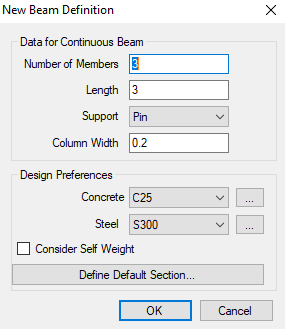 New Beam Definition
Data for Continuous Beam
Number of Members 3
Length 3
Support Pin
Column Width 0.2
Design Preferences
Concrete C25 ...
Steel S300 ...
Consider Self Weight
Define Default Section...
OK Cancel